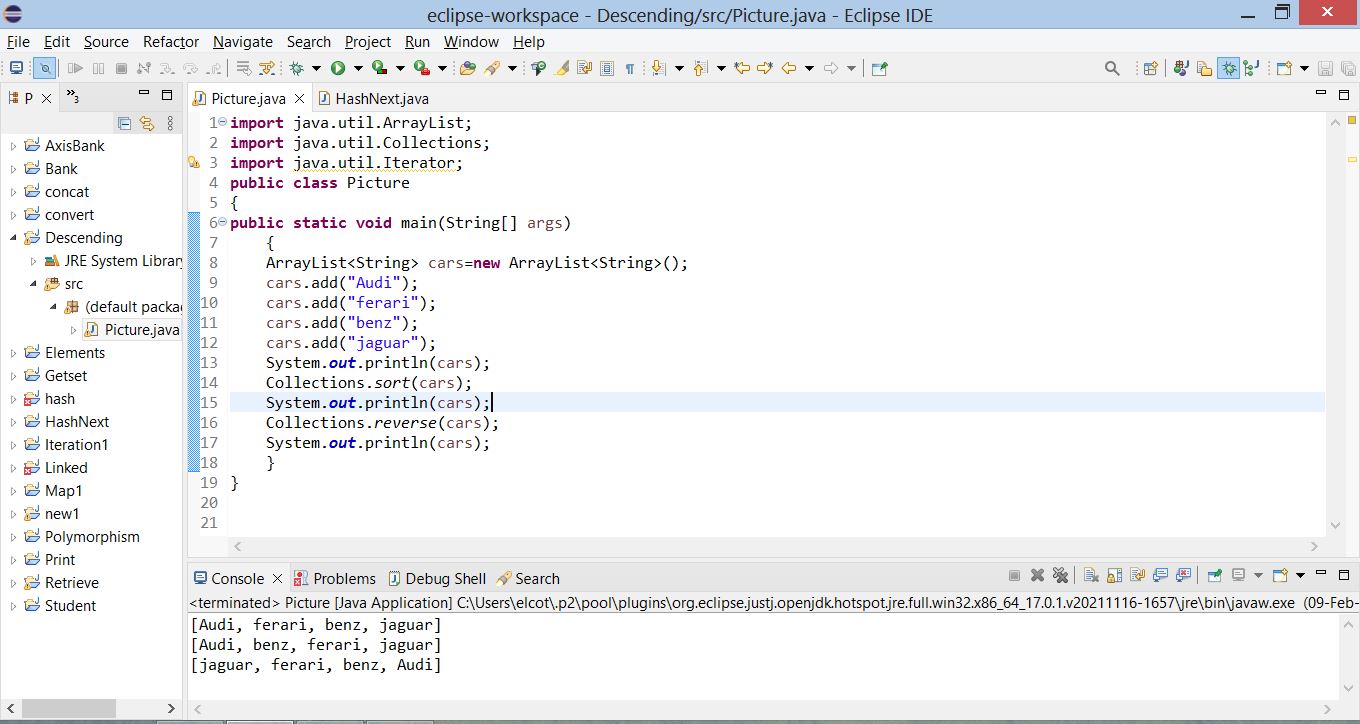 eclipse-workspace - Descending/src/Picture.java - Eclipse IDE
File Edit Source Refactor Navigate Search Project Run Window Help
P 3
Picture.java HashNext.java
AxisBank
Bank
concat
convert
Descending
JRE System Library
src
(default packa
Picture.java
Elements
Getset
hash
HashNext
Iteration1
Linked
Map1
new1
Polymorphism
Print
Retrieve
Student
1 import java.util.ArrayList;
2 import java.util.Collections;
3 import java.util.Iterator;
4 public class Picture
5 {
6 public static void main(String[] args)
7 {
8 ArrayList<String> cars=new ArrayList<String>();
9 cars.add("Audi");
10 cars.add("ferari");
11 cars.add("benz");
12 cars.add("jaguar");
13 System.out.println(cars);
14 Collections.sort(cars);
15 System.out.println(cars);
16 Collections.reverse(cars);
17 System.out.println(cars);
18 }
19 }
20
21
Console Problems Debug Shell Search
<terminated> Picture [Java Application] C:\Users\elcot\.p2\pool\plugins\org.eclipse.justj.openjdk.hotspot.jre.full.win32.x86_64_17.0.1.v20211116-1657\jre\bin\javaw.exe (09-Feb-
[Audi, ferari, benz, jaguar]
[Audi, benz, ferari, jaguar]
[jaguar, ferari, benz, Audi]